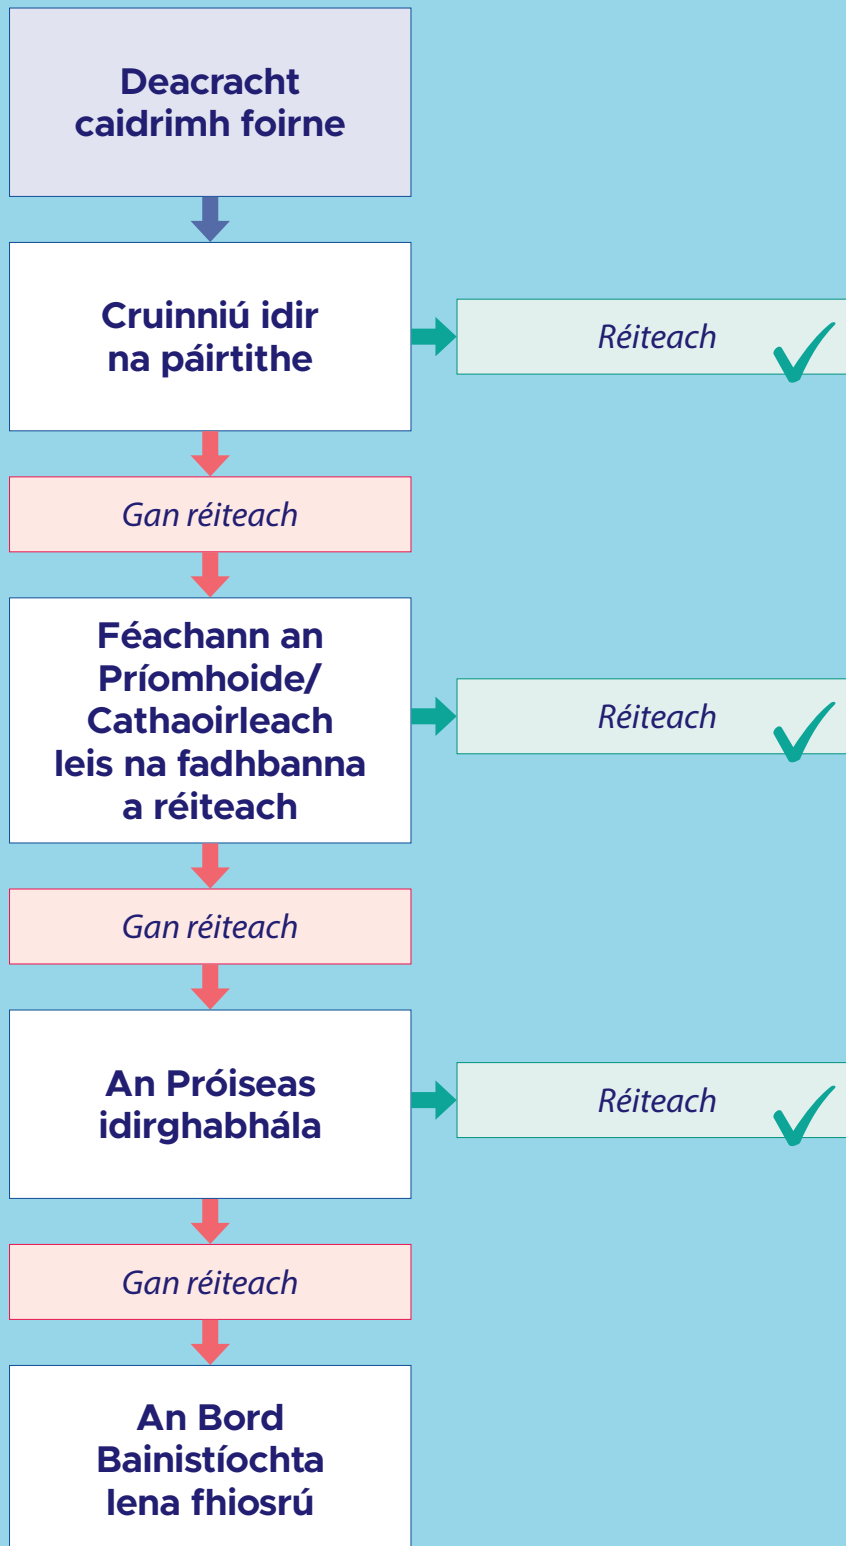 Deacracht
caidrimh foirne
Cruinniú idir
na páirtithe
Réiteach
Gan réiteach
Féachann an
Príomhoide/
Cathaoirleach
leis na fadhbanna
a réiteach
Réiteach
Gan réiteach
An Próiseas
idirghabhála
Réiteach
Gan réiteach
An Bord
Bainistíochta
lena fhiosrú